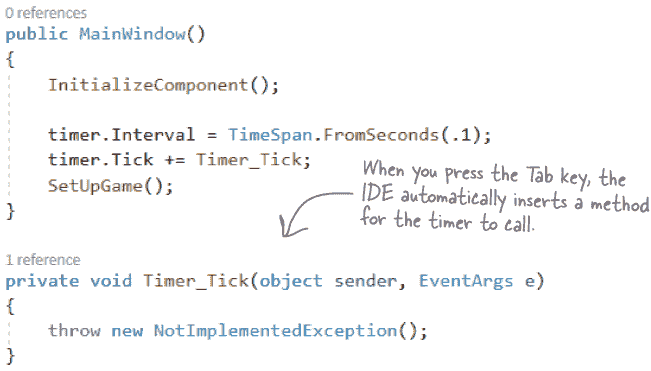 0 references
public MainWindow()
{
InitializeComponent();
timer.Interval = TimeSpan.FromSeconds(.1);
timer.Tick += Timer_Tick;
SetUpGame();
}
When you press the Tab key, the
IDE automatically inserts a method
for the timer to call.
1 reference
private void Timer_Tick(object sender, EventArgs e)
{
throw new NotImplementedException();
}